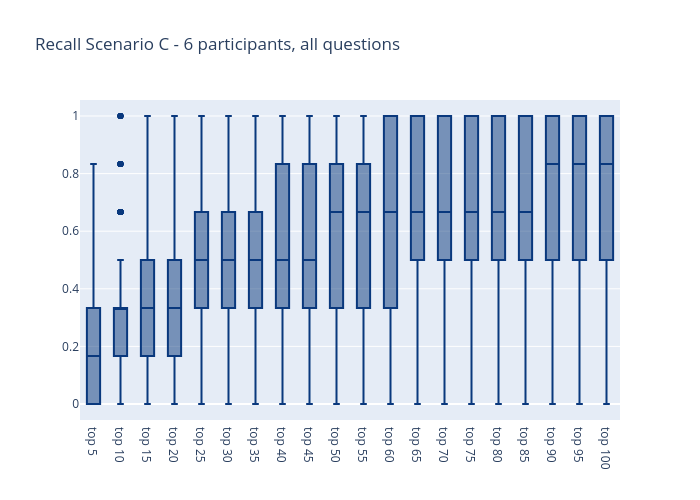 Recall Scenario C - 6 participants, all questions
1
0.8
0.6
0.4
0.2
0
top 5
top 10
top 15
top 20
top 25
top 30
top 35
top 40
top 45
top 50
top 55
top 60
top 65
top 70
top 75
top 80
top 85
top 90
top 95
top 100